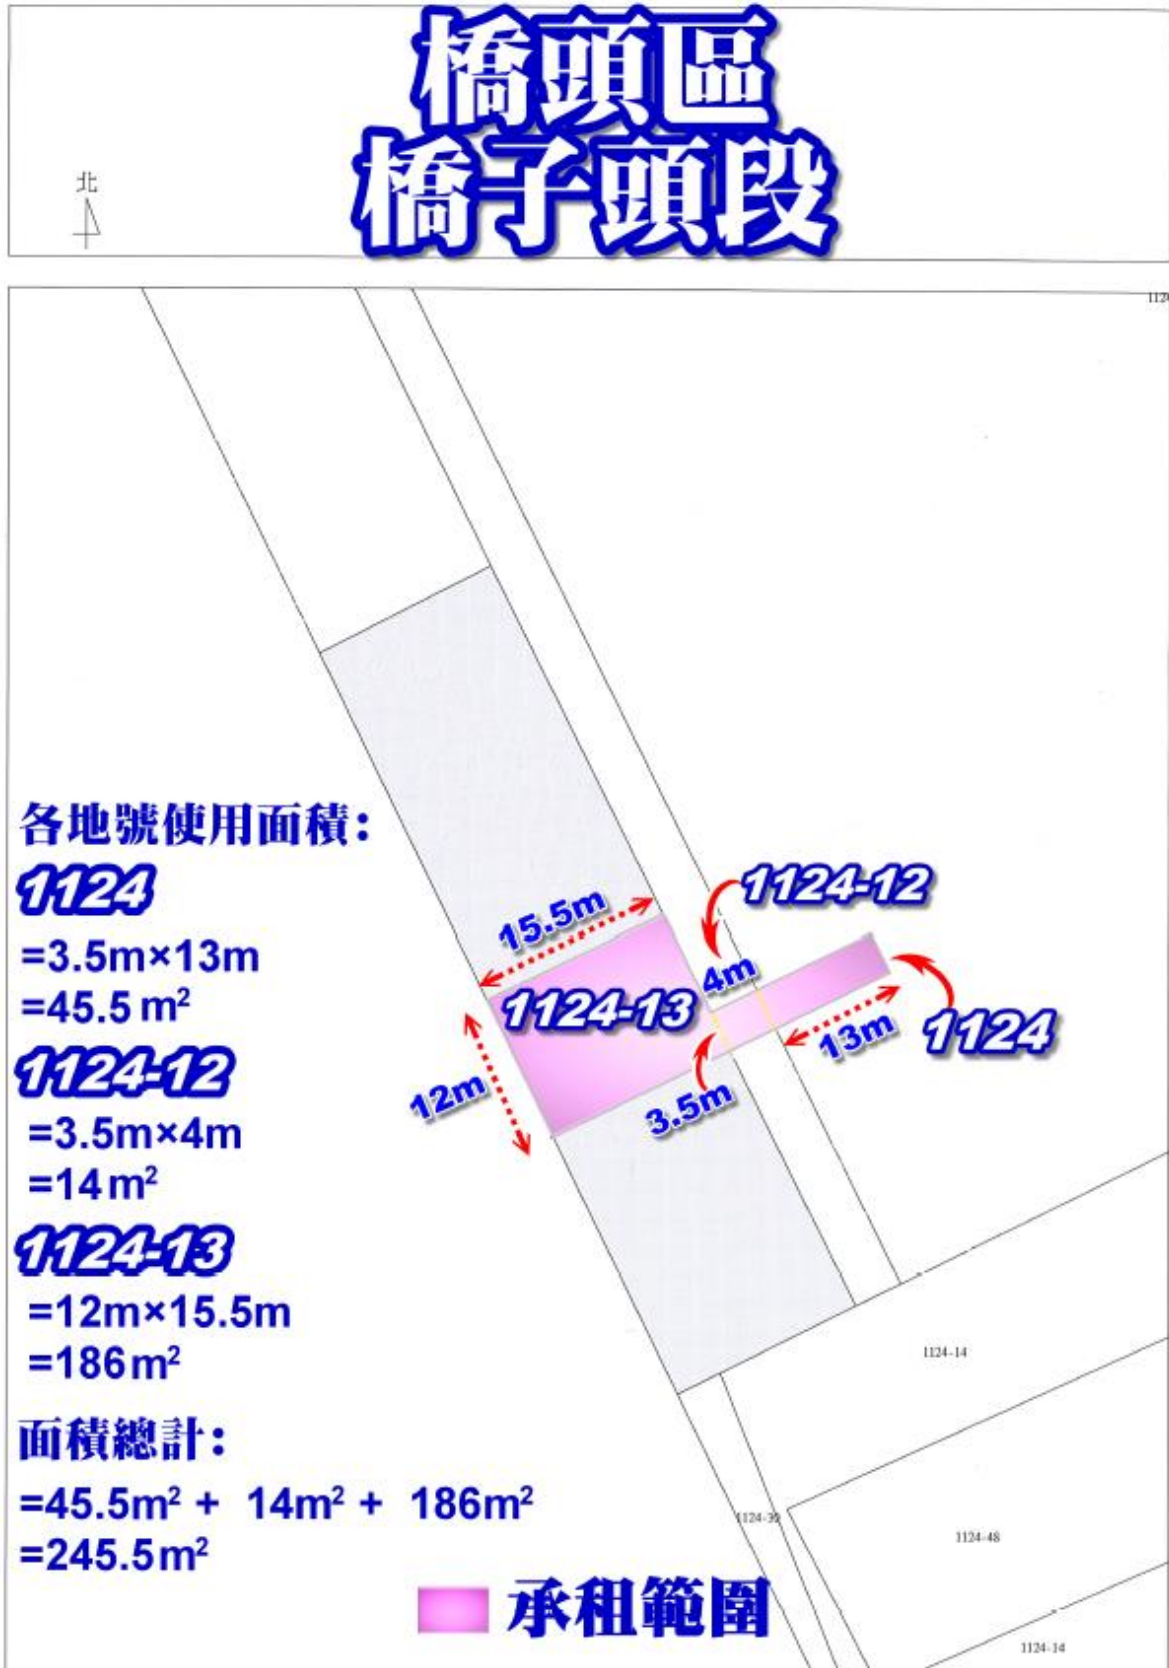 橋頭區
橋子頭段
北
112
各地號使用面積：
1124
=3.5m×13m
=45.5m²
1124-12
=3.5m×4m
=14m²
1124-13
=12m×15.5m
=186m²
面積總計：
=45.5m² + 14m² + 186m²
=245.5m²
15.5m
1124-12
4m
1124-13
1124
13m
12m
3.5m
1124-14
1124-48
1124-14
承租範圍